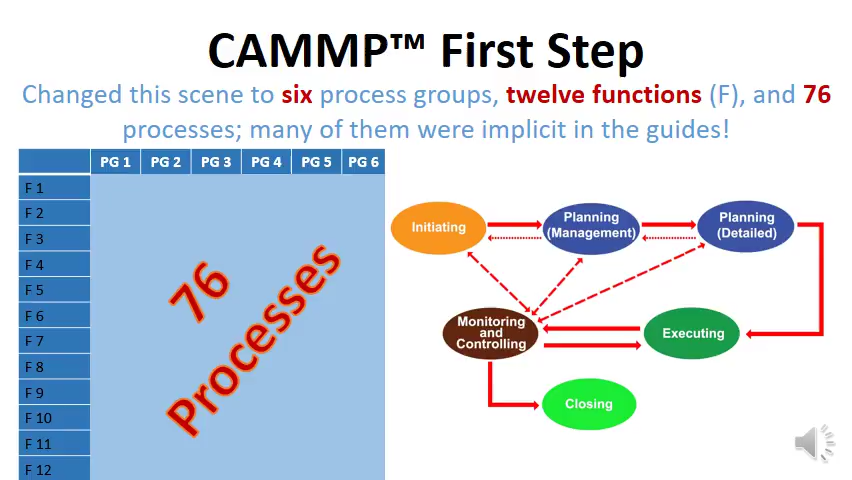 CAMMP™ First Step
Changed this scene to six process groups, twelve functions (F), and 76
processes; many of them were implicit in the guides!
PG 1 PG 2 PG 3 PG 4 PG 5 PG 6
F 1
F 2
F 3
F 4
F 5
F 6
F 7
F 8
F 9
F 10
F 11
F 12
76
Processes
Initiating
Planning
(Management)
Planning
(Detailed)
Monitoring
and
Controlling
Executing
Closing